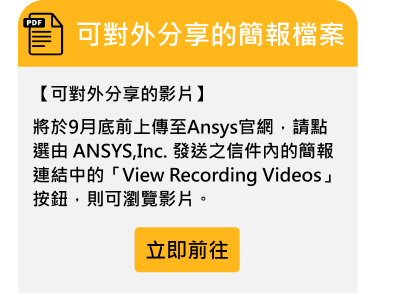 PDF
可對外分享的簡報檔案
【可對外分享的影片】
將於9月底前上傳至Ansys官網，請點
選由 ANSYS,Inc. 發送之信件內的簡報
連結中的「View Recording Videos」
按鈕，則可瀏覽影片。
立即前往